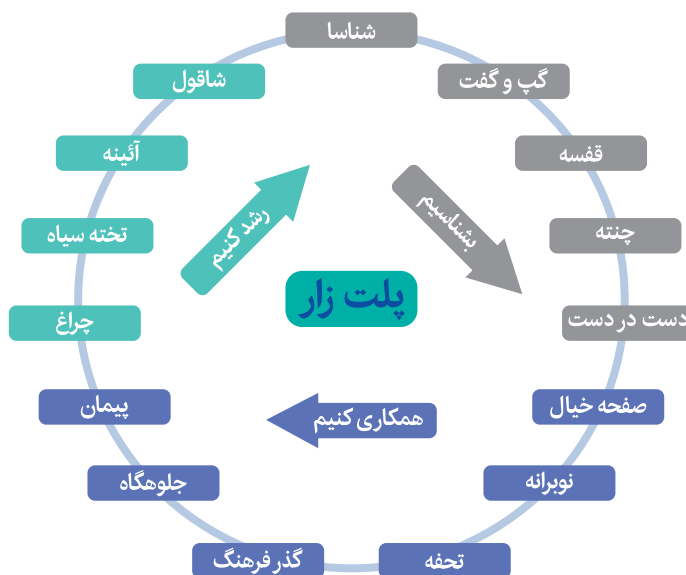 شناسا
گپ و گفت
قفسه
چنته
دست در دست
صفحه خیال
نوبرانه
تحفه
گذر فرهنگ
جلوهگاه
پیمان
چراغ
تخته سیاه
آئینه
شاقول
بشناسیم
همکاری کنیم
رشد کنیم
پلت زار